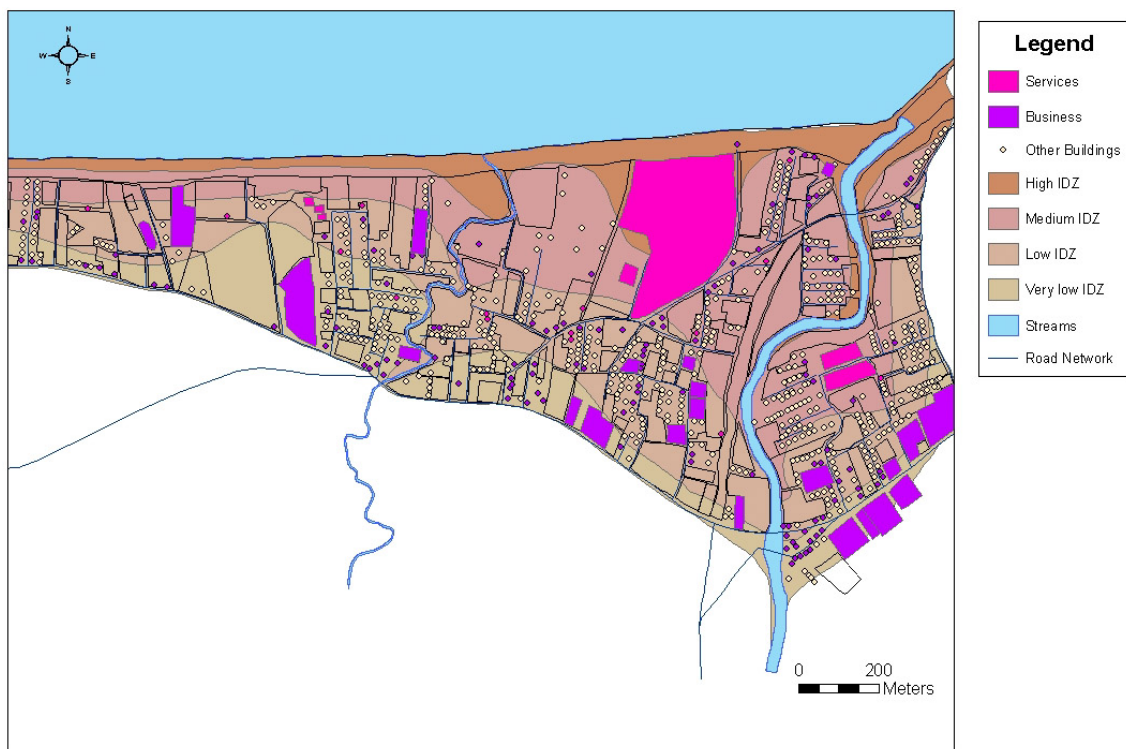 N
W E
S
Legend
Services
Business
Other Buildings
High IDZ
Medium IDZ
Low IDZ
Very low IDZ
Streams
Road Network
0 200
Meters